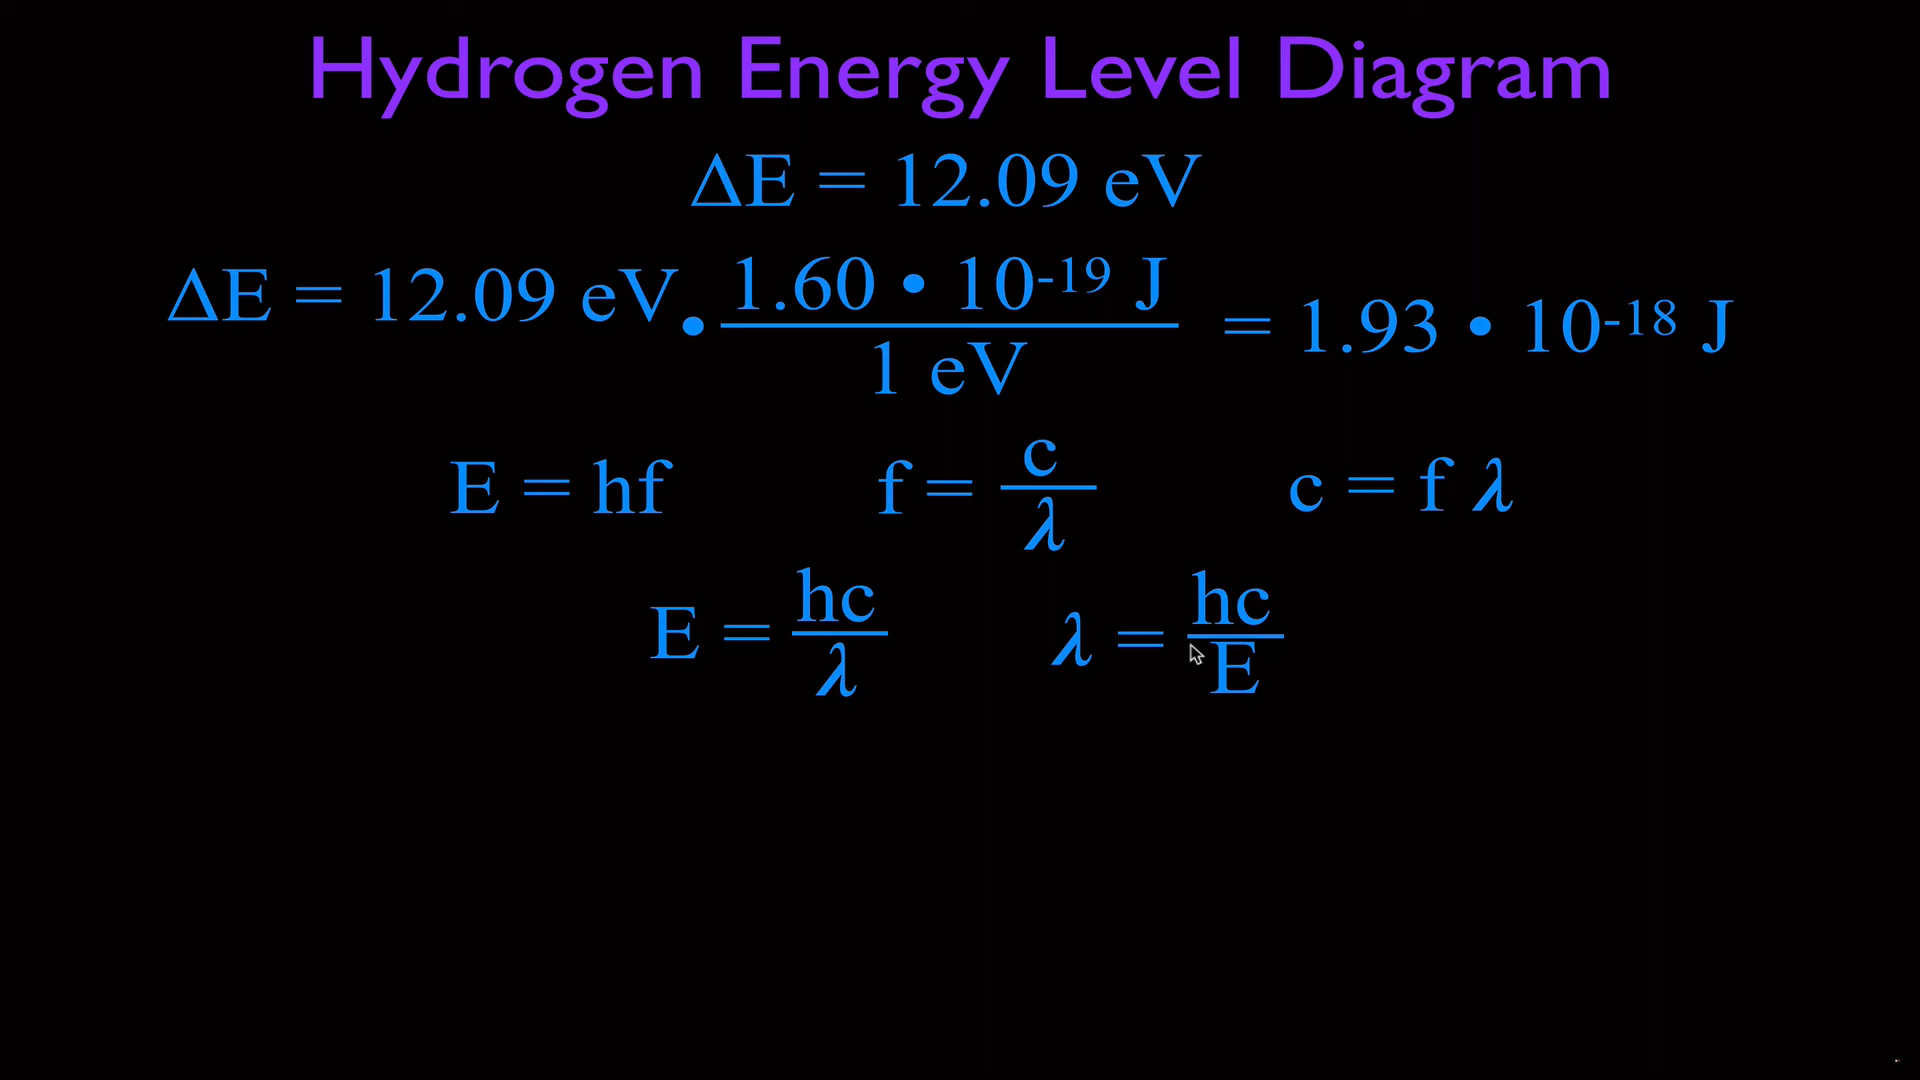 Hydrogen Energy Level Diagram
ΔE = 12.09 eV
ΔE = 12.09 eV • 1.60 • 10⁻¹⁹ J / 1 eV = 1.93 • 10⁻¹⁸ J
E = hf f = c / λ c = f λ
E = hc / λ λ = hc / E